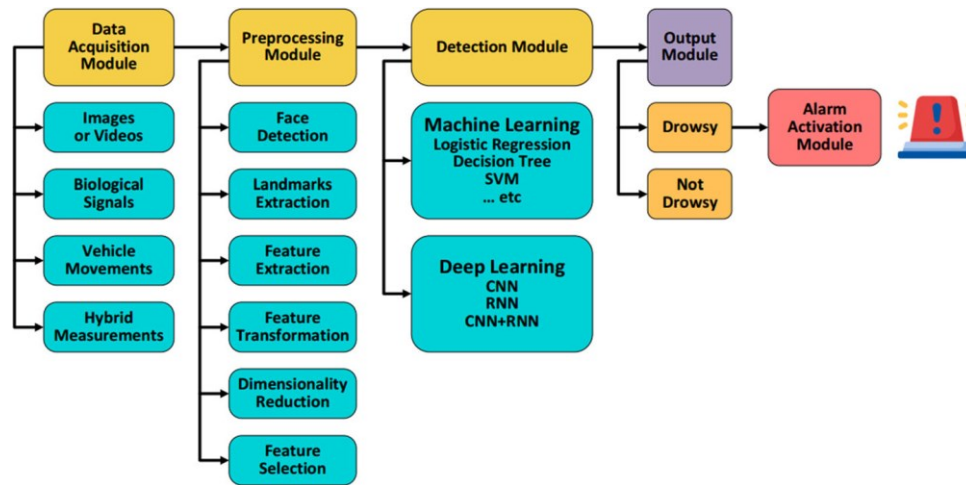 Data
Acquisition
Module
Preprocessing
Module
Detection Module
Output
Module
Images
or Videos
Biological
Signals
Vehicle
Movements
Hybrid
Measurements
Face
Detection
Landmarks
Extraction
Feature
Extraction
Feature
Transformation
Dimensionality
Reduction
Feature
Selection
Machine Learning
Logistic Regression
Decision Tree
SVM
... etc
Deep Learning
CNN
RNN
CNN+RNN
Drowsy
Not
Drowsy
Alarm
Activation
Module
!